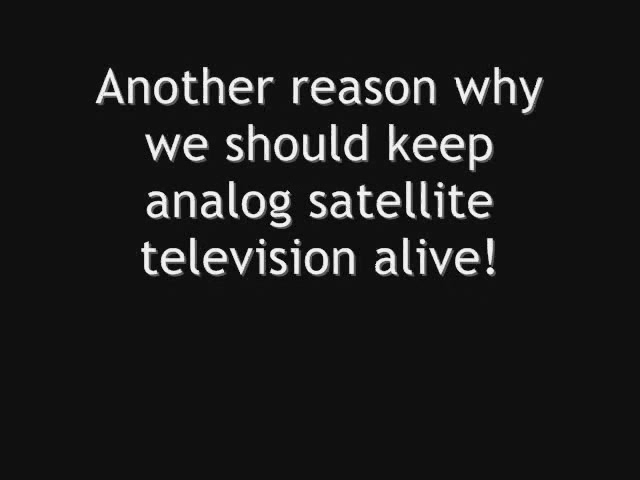 Another reason why
we should keep
analog satellite
television alive!